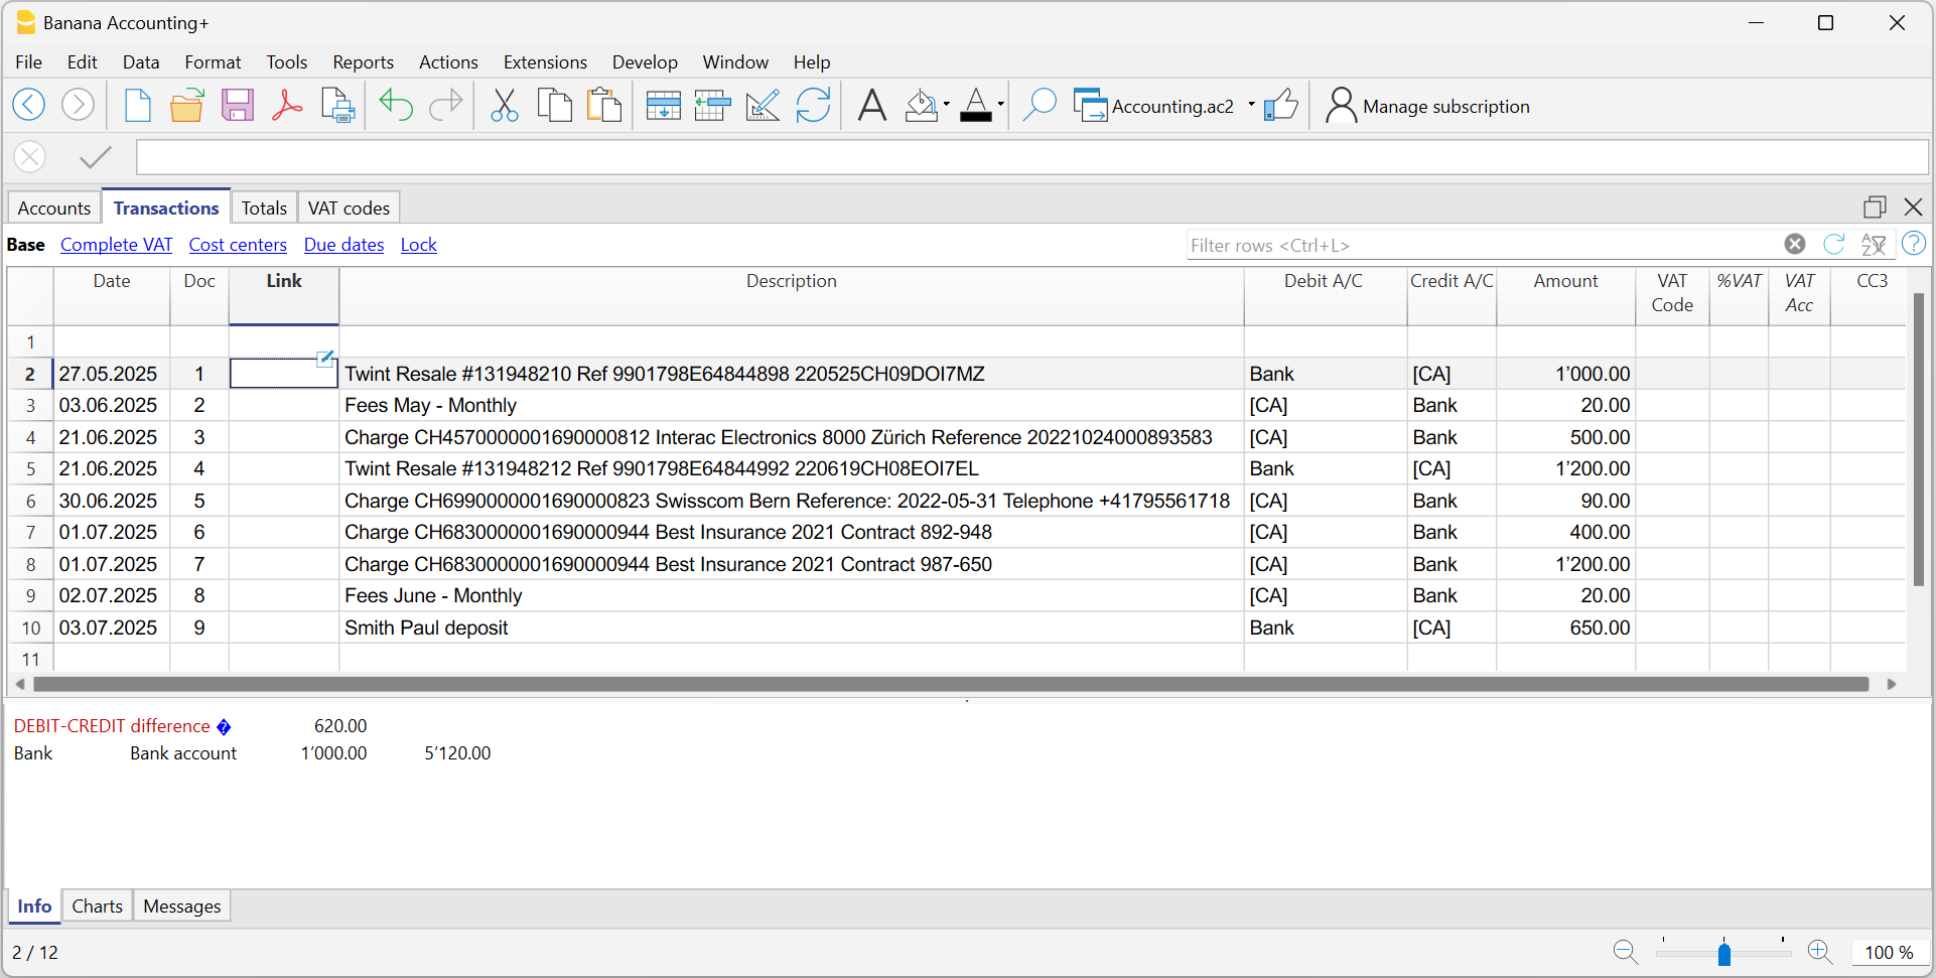 Banana Accounting+
File Edit Data Format Tools Reports Actions Extensions Develop Window Help
Accounting.ac2 Manage subscription
Accounts Transactions Totals VAT codes
Base Complete VAT Cost centers Due dates Lock Filter rows <Ctrl+L>
Date Doc Link Description Debit A/C Credit A/C Amount VAT Code %VAT VAT Acc CC3
1
2 27.05.2025 1 Twint Resale #131948210 Ref 9901798E64844898 220525CH09DOI7MZ Bank [CA] 1’000.00
3 03.06.2025 2 Fees May - Monthly [CA] Bank 20.00
4 21.06.2025 3 Charge CH4570000001690000812 Interac Electronics 8000 Zürich Reference 20221024000893583 [CA] Bank 500.00
5 21.06.2025 4 Twint Resale #131948212 Ref 9901798E64844992 220619CH08EOI7EL Bank [CA] 1’200.00
6 30.06.2025 5 Charge CH6990000001690000823 Swisscom Bern Reference: 2022-05-31 Telephone +41795561718 [CA] Bank 90.00
7 01.07.2025 6 Charge CH6830000001690000944 Best Insurance 2021 Contract 892-948 [CA] Bank 400.00
8 01.07.2025 7 Charge CH6830000001690000944 Best Insurance 2021 Contract 987-650 [CA] Bank 1’200.00
9 02.07.2025 8 Fees June - Monthly [CA] Bank 20.00
10 03.07.2025 9 Smith Paul deposit Bank [CA] 650.00
11
DEBIT-CREDIT difference 620.00
Bank Bank account 1’000.00 5’120.00
Info Charts Messages
2 / 12 100 %